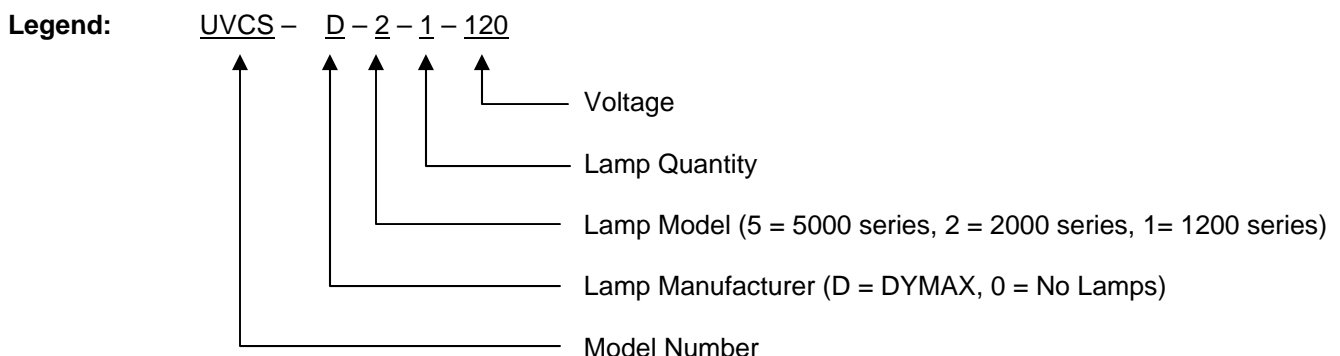 Legend: UVCS – D – 2 – 1 – 120
Voltage
Lamp Quantity
Lamp Model (5 = 5000 series, 2 = 2000 series, 1= 1200 series)
Lamp Manufacturer (D = DYMAX, 0 = No Lamps)
Model Number